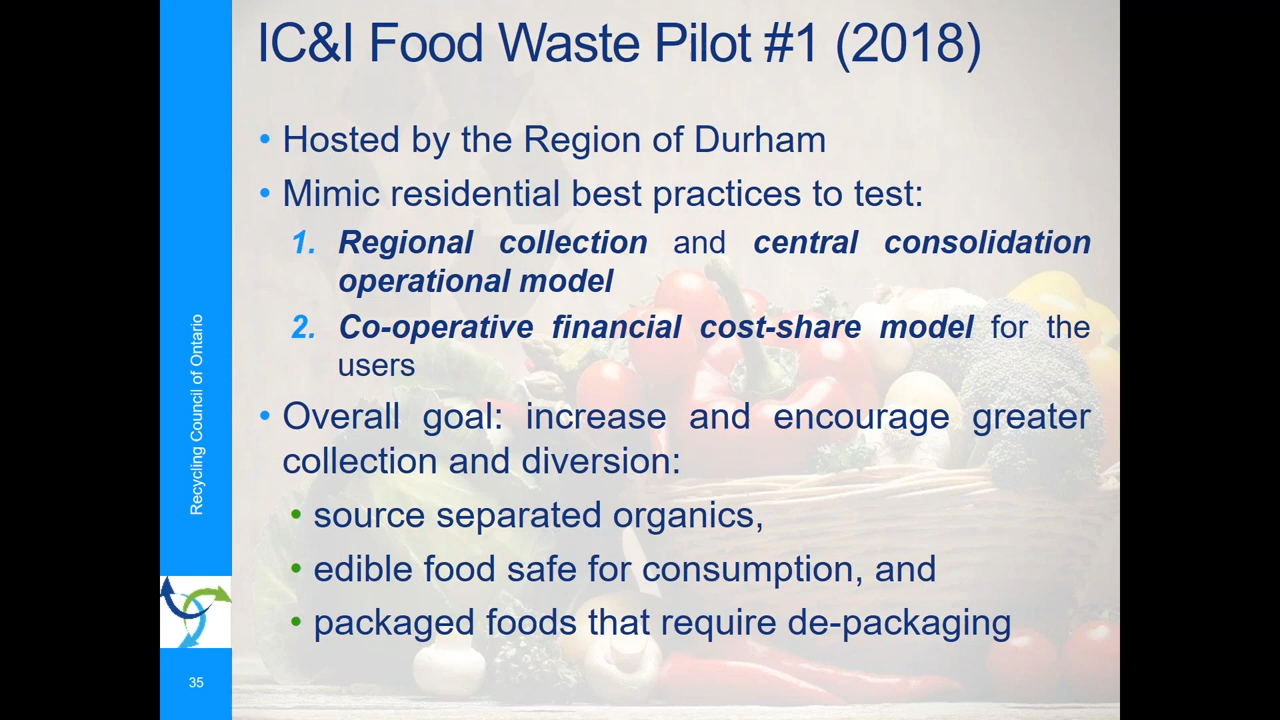 IC&I Food Waste Pilot #1 (2018)
• Hosted by the Region of Durham
• Mimic residential best practices to test:
1. Regional collection and central consolidation
operational model
2. Co-operative financial cost-share model for the
users
• Overall goal: increase and encourage greater
collection and diversion:
• source separated organics,
• edible food safe for consumption, and
• packaged foods that require de-packaging
Recycling Council of Ontario
35